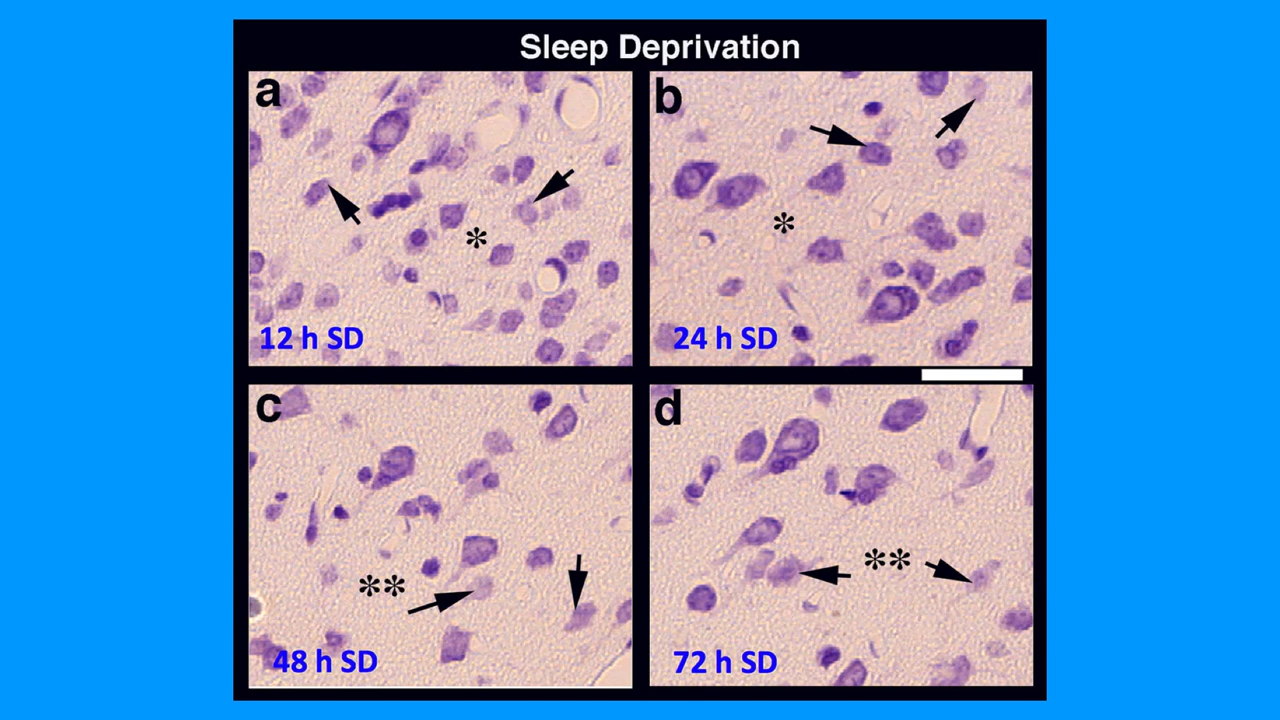 Sleep Deprivation
a
b
*
*
12 h SD
24 h SD
c
d
**
**
48 h SD
72 h SD